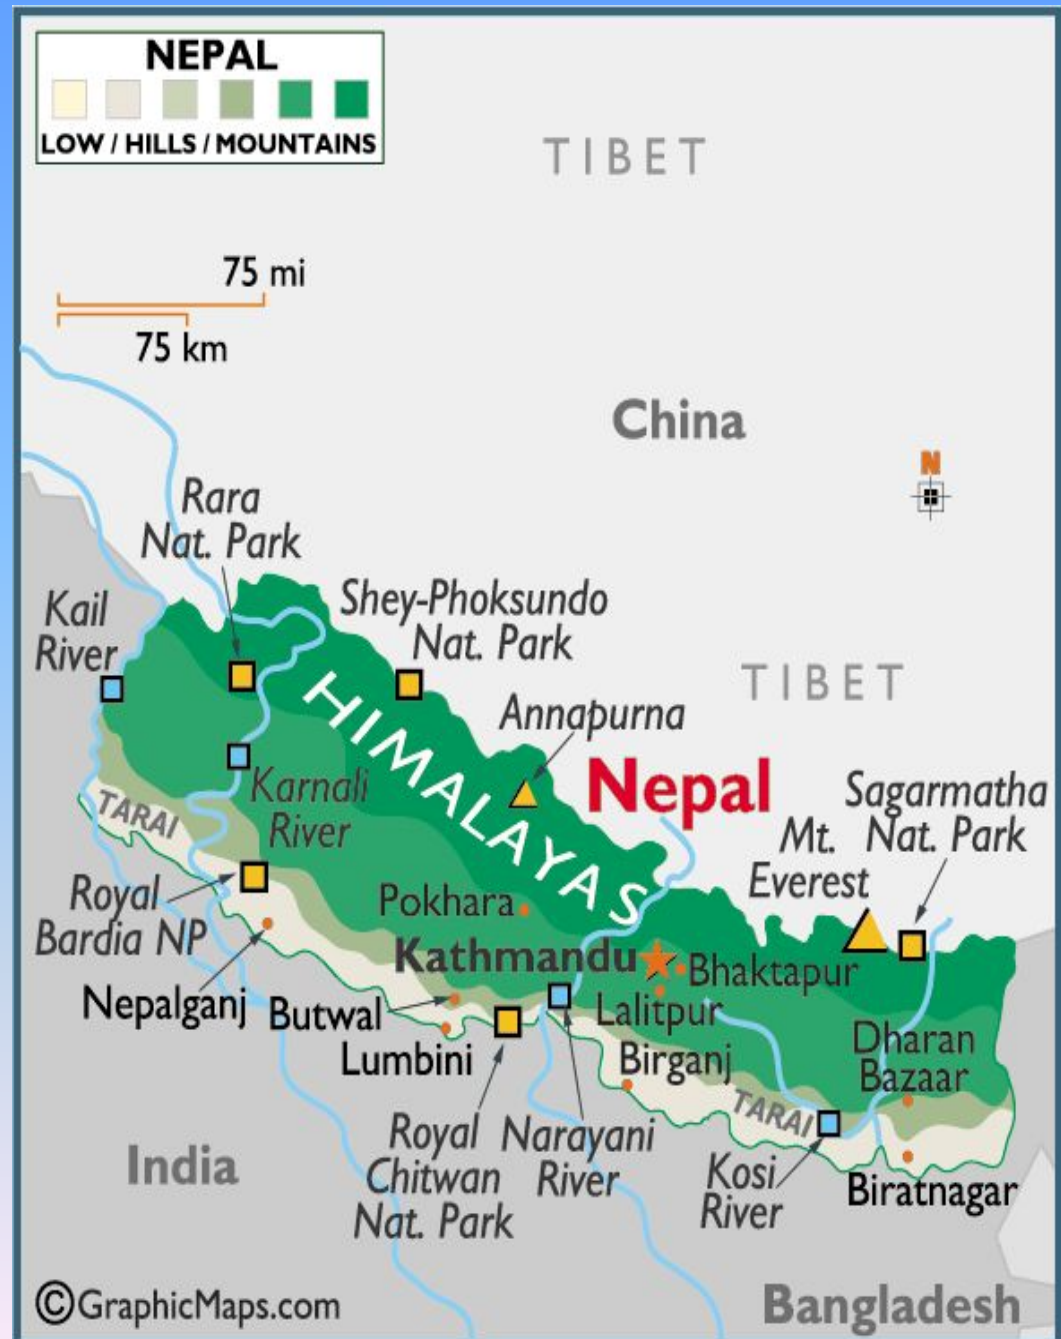 NEPAL
LOW / HILLS / MOUNTAINS
TIBET
75 mi
75 km
China
N
Rara
Nat. Park
Shey-Phoksundo
Nat. Park
Kail
River
TIBET
Annapurna
HIMALAYAS
Nepal
Sagarmatha
Nat. Park
Mt.
Everest
Karnali
River
TARAI
Royal
Bardia NP
Pokhara
Kathmandu
Bhaktapur
Nepalganj
Butwal
Lalitpur
Lumbini
Birganj
Dharan
Bazaar
TARAI
Royal
Chitwan
Nat. Park
Narayani
River
Kosi
River
Biratnagar
India
©GraphicMaps.com
Bangladesh